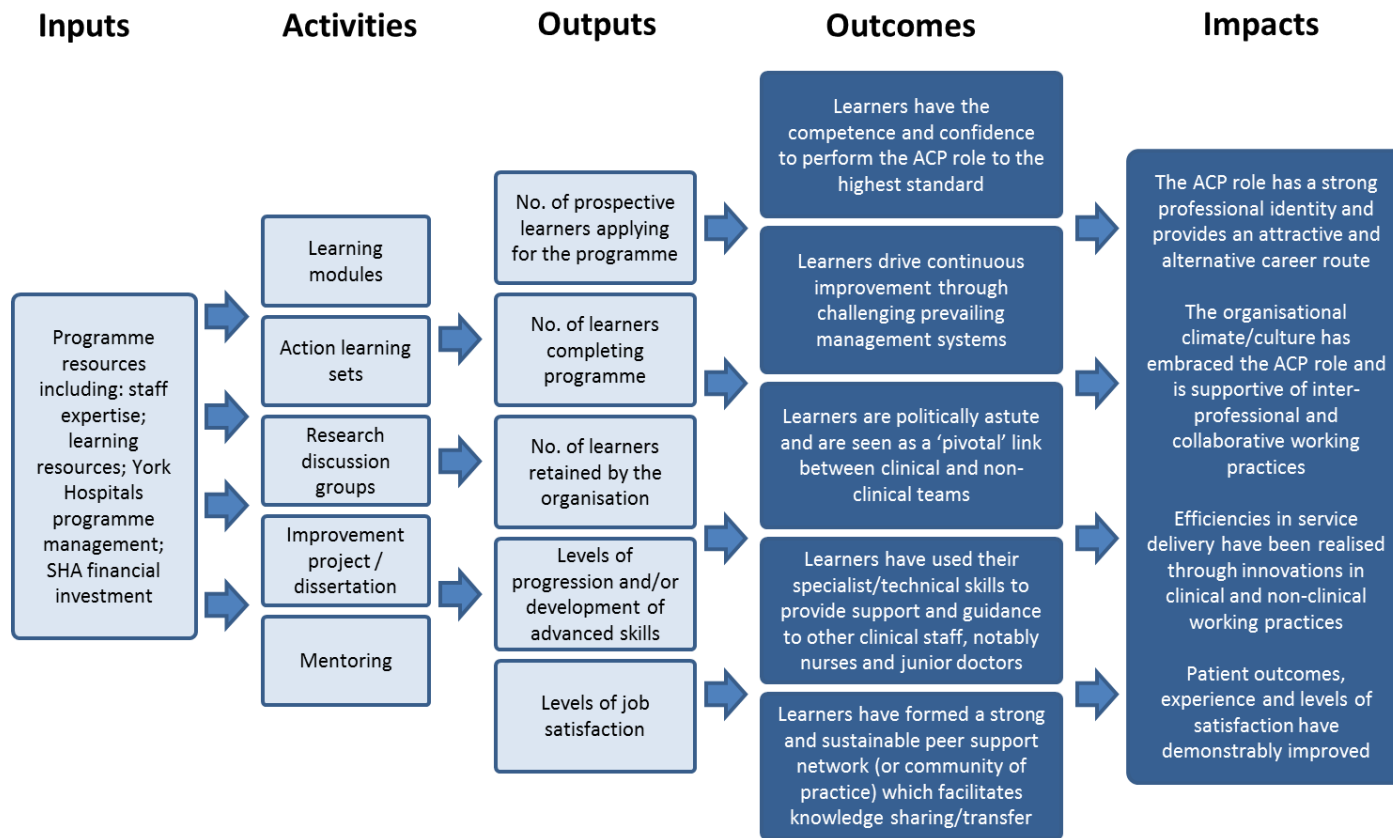 Inputs
Activities
Outputs
Outcomes
Impacts
Programme
resources
including: staff
expertise;
learning
resources; York
Hospitals
programme
management;
SHA financial
investment
Learning
modules
Action learning
sets
Research
discussion
groups
Improvement
project /
dissertation
Mentoring
No. of prospective
learners applying
for the programme
No. of learners
completing
programme
No. of learners
retained by the
organisation
Levels of
progression and/or
development of
advanced skills
Levels of job
satisfaction
Learners have the
competence and confidence
to perform the ACP role to the
highest standard
Learners drive continuous
improvement through
challenging prevailing
management systems
Learners are politically astute
and are seen as a ‘pivotal’ link
between clinical and non-
clinical teams
Learners have used their
specialist/technical skills to
provide support and guidance
to other clinical staff, notably
nurses and junior doctors
Learners have formed a strong
and sustainable peer support
network (or community of
practice) which facilitates
knowledge sharing/transfer
The ACP role has a strong
professional identity and
provides an attractive and
alternative career route
The organisational
climate/culture has
embraced the ACP role and
is supportive of inter-
professional and
collaborative working
practices
Efficiencies in service
delivery have been realised
through innovations in
clinical and non-clinical
working practices
Patient outcomes,
experience and levels of
satisfaction have
demonstrably improved